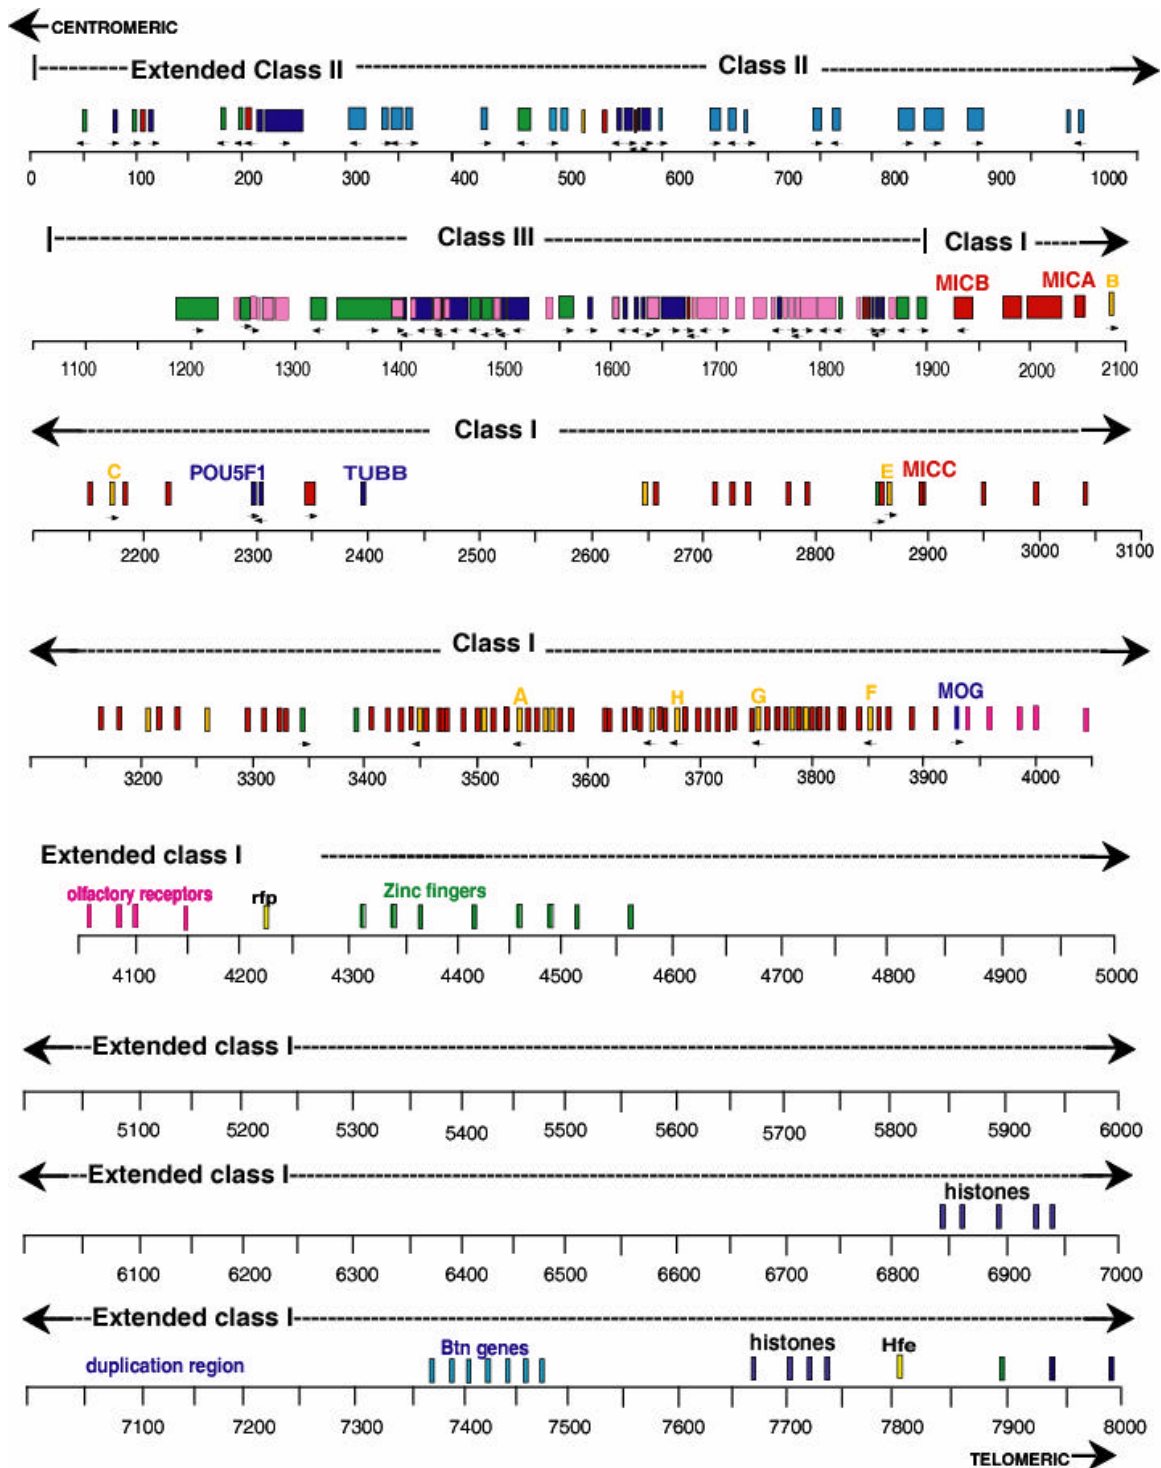 CENTROMERIC
Extended Class II Class II
0 100 200 300 400 500 600 700 800 900 1000
Class III Class I
MICB MICA B
1100 1200 1300 1400 1500 1600 1700 1800 1900 2000 2100
Class I
C POU5F1 TUBB E MICC
2200 2300 2400 2500 2600 2700 2800 2900 3000 3100
Class I
A H G F MOG
3200 3300 3400 3500 3600 3700 3800 3900 4000
Extended class I
olfactory receptors rfp Zinc fingers
4100 4200 4300 4400 4500 4600 4700 4800 4900 5000
Extended class I
5100 5200 5300 5400 5500 5600 5700 5800 5900 6000
Extended class I
histones
6100 6200 6300 6400 6500 6600 6700 6800 6900 7000
Extended class I
duplication region Btn genes histones Hfe
7100 7200 7300 7400 7500 7600 7700 7800 7900 8000
TELOMERIC